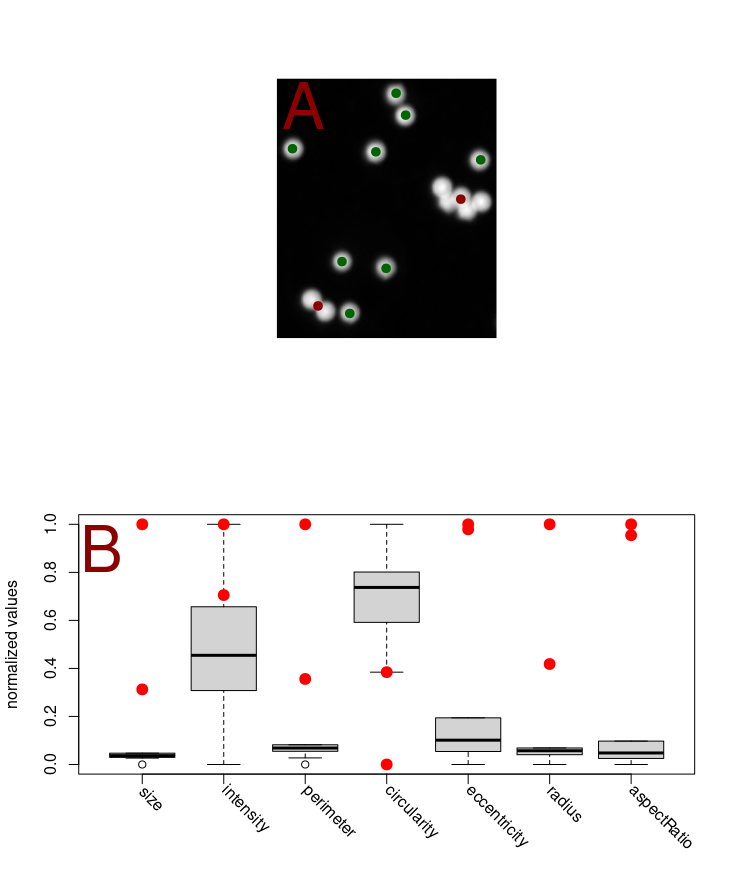 A
B
normalized values
1.0
0.8
0.6
0.4
0.2
0.0
size
intensity
perimeter
circularity
eccentricity
radius
aspectRatio